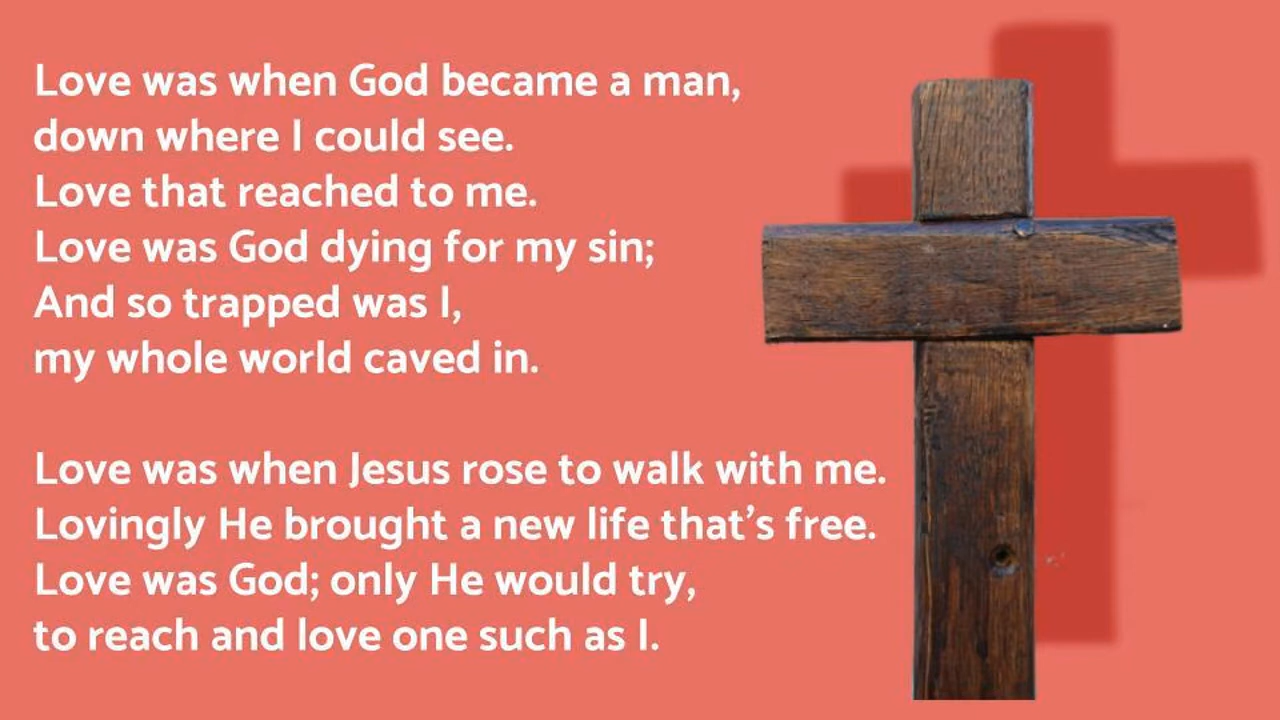 Love was when God became a man,
down where I could see.
Love that reached to me.
Love was God dying for my sin;
And so trapped was I,
my whole world caved in.
Love was when Jesus rose to walk with me.
Lovingly He brought a new life that's free.
Love was God; only He would try,
to reach and love one such as I.